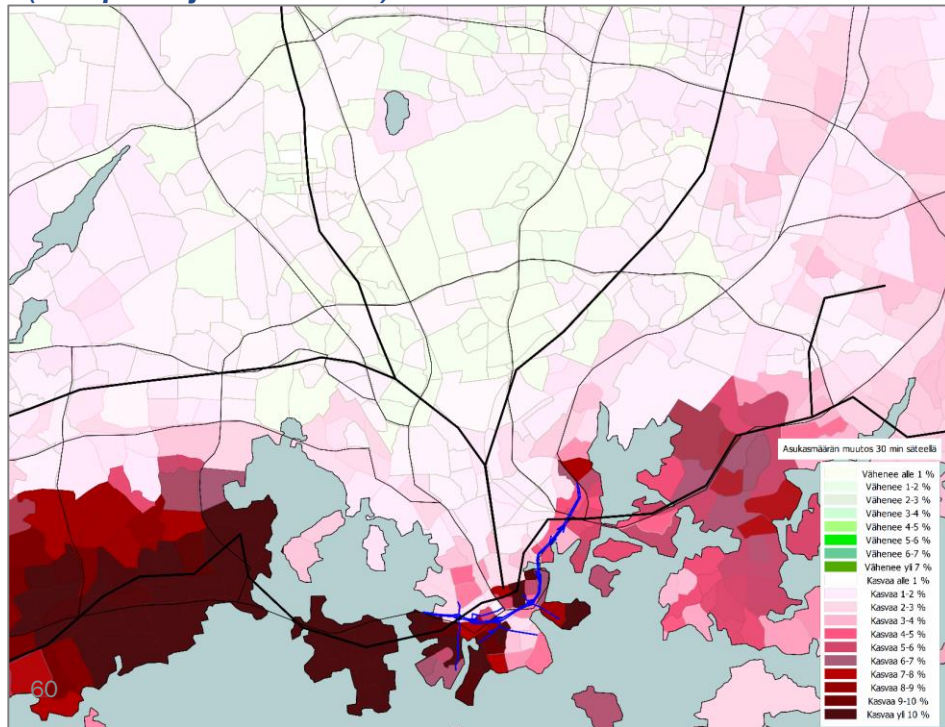 Asukasmäärän muutos 30 min säteellä
Vähenee alle 1 %
Vähenee 1-2 %
Vähenee 2-3 %
Vähenee 3-4 %
Vähenee 4-5 %
Vähenee 5-6 %
Vähenee 6-7 %
Vähenee yli 7 %
Kasvaa alle 1 %
Kasvaa 1-2 %
Kasvaa 2-3 %
Kasvaa 3-4 %
Kasvaa 4-5 %
Kasvaa 5-6 %
Kasvaa 6-7 %
Kasvaa 7-8 %
Kasvaa 8-9 %
Kasvaa 9-10 %
Kasvaa yli 10 %
60